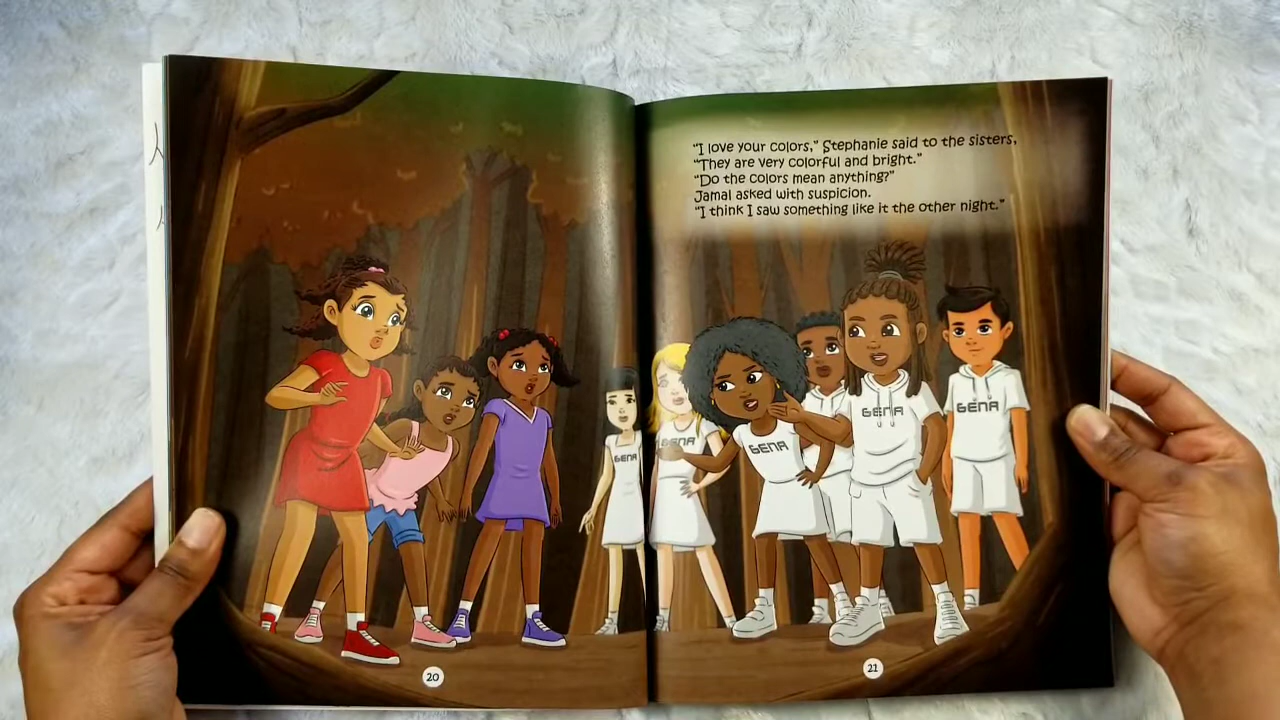 "I love your colors," Stephanie said to the sisters,
"They are very colorful and bright."
"Do the colors mean anything?"
Jamal asked with suspicion.
"I think I saw something like it the other night."
GENA
GENA
GENA
GENA
GENA
20
21